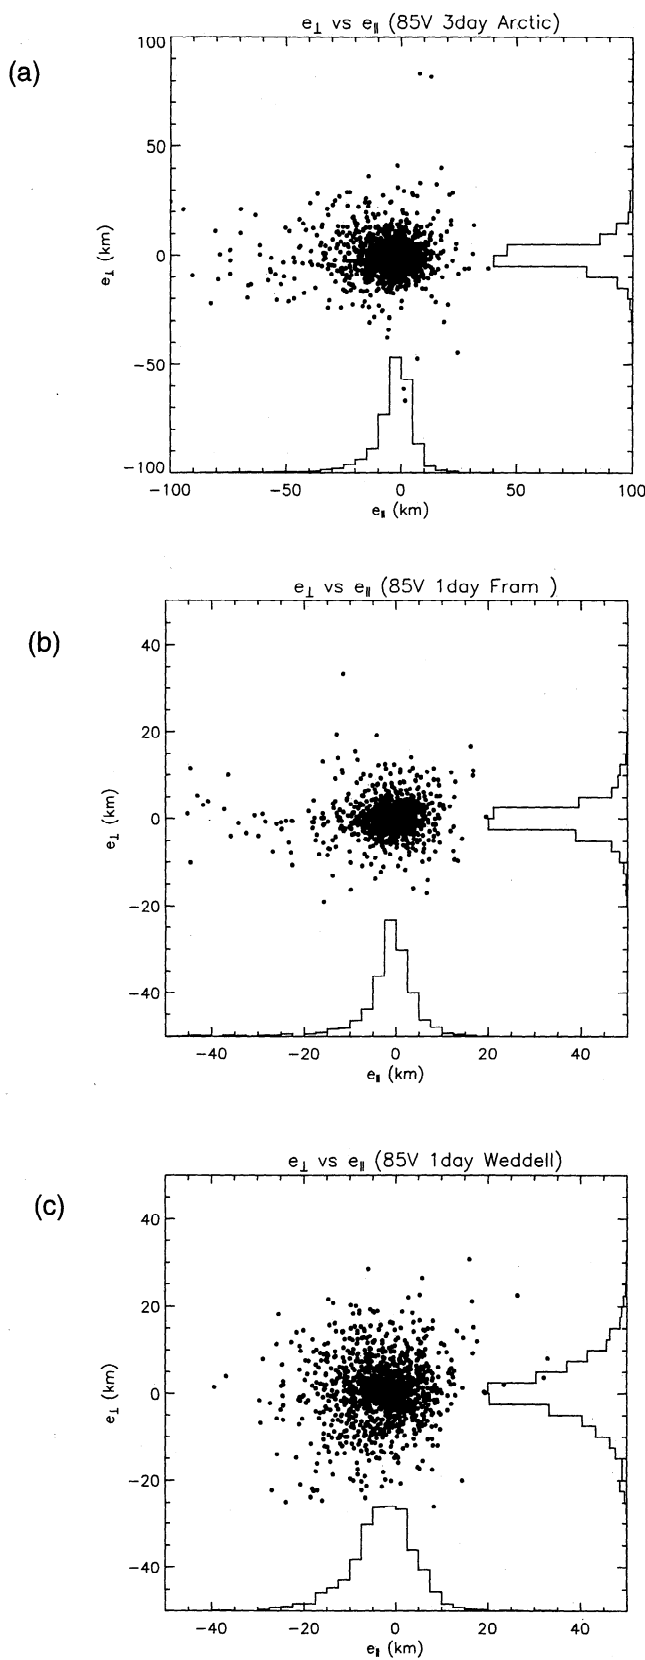 e⊥ vs e∥ (85V 3day Arctic)
(a)
100
50
0
−50
−100
e⊥ (km)
−100 −50 0 50 100
e∥ (km)
e⊥ vs e∥ (85V 1day Fram )
(b)
40
20
0
−20
−40
e⊥ (km)
−40 −20 0 20 40
e∥ (km)
e⊥ vs e∥ (85V 1day Weddell)
(c)
40
20
0
−20
−40
e⊥ (km)
−40 −20 0 20 40
e∥ (km)